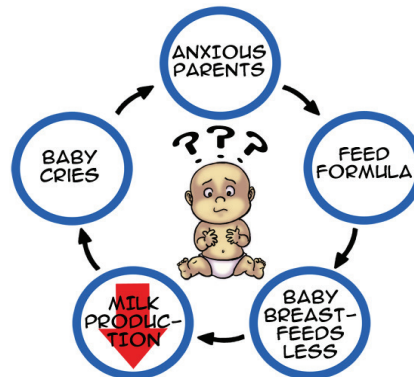 ANXIOUS
PARENTS
FEED
FORMULA
BABY
BREAST-
FEEDS
LESS
MILK
PRODUC-
TION
BABY
CRIES
? ? ?